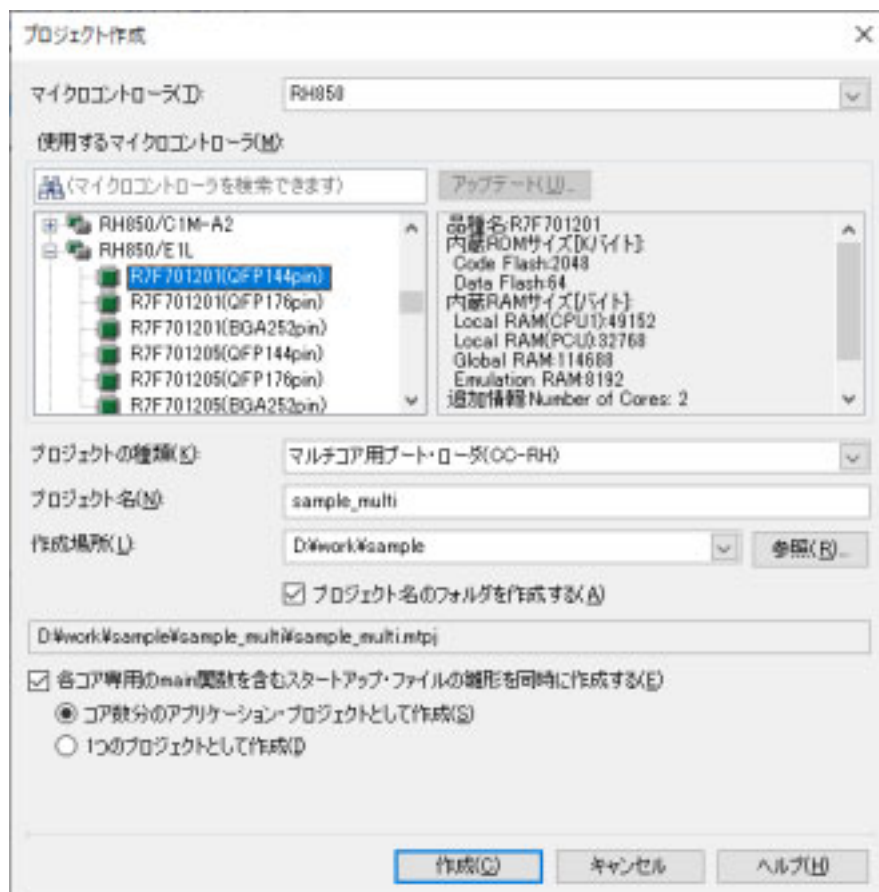 プロジェクト作成
マイクロコントローラ(T):
RH850
使用するマイクロコントローラ(M):
(マイクロコントローラを検索できます)
アップデート(U)...
RH850/C1M-A2
RH850/E1L
R7F701201(QFP144pin)
R7F701201(QFP176pin)
R7F701201(BGA252pin)
R7F701205(QFP144pin)
R7F701205(QFP176pin)
R7F701205(BGA252pin)
品種名:R7F701201
内蔵ROMサイズ[Kバイト]:
Code Flash:2048
Data Flash:64
内蔵RAMサイズ[バイト]:
Local RAM(CPU1):49152
Local RAM(PCU):32768
Global RAM:114688
Emulation RAM:8192
追加情報:Number of Cores: 2
プロジェクトの種類(K):
マルチコア用ブート・ローダ(CC-RH)
プロジェクト名(N):
sample_multi
作成場所(L):
D:¥work¥sample
参照(R)...
プロジェクト名のフォルダを作成する(A)
D:¥work¥sample¥sample_multi¥sample_multi.mtpj
各コア専用のmain関数を含むスタートアップ・ファイルの雛形を同時に作成する(E)
コア数分のアプリケーション・プロジェクトとして作成(S)
1つのプロジェクトとして作成(I)
作成(C)
キャンセル
ヘルプ(H)